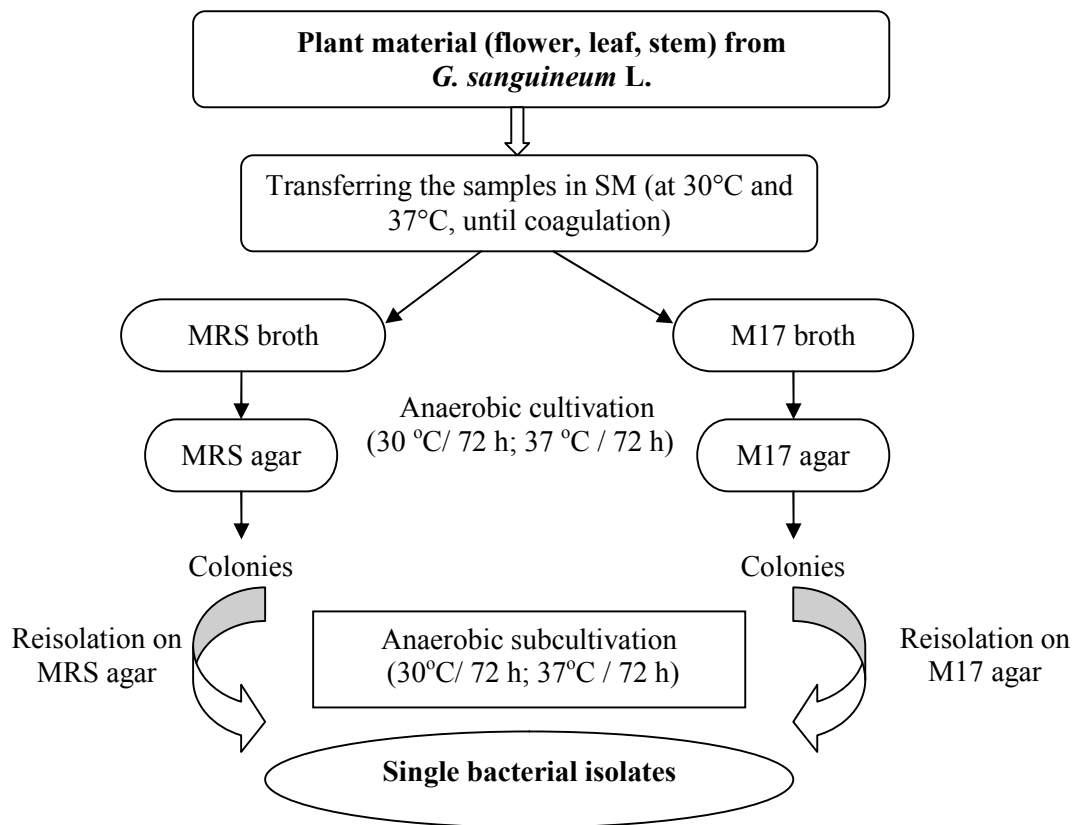 Plant material (flower, leaf, stem) from
G. sanguineum L.
Transferring the samples in SM (at 30°C and
37°C, until coagulation)
MRS broth
M17 broth
Anaerobic cultivation
(30 °C/ 72 h; 37 °C / 72 h)
MRS agar
M17 agar
Colonies
Colonies
Reisolation on
MRS agar
Anaerobic subcultivation
(30°C/ 72 h; 37°C / 72 h)
Reisolation on
M17 agar
Single bacterial isolates